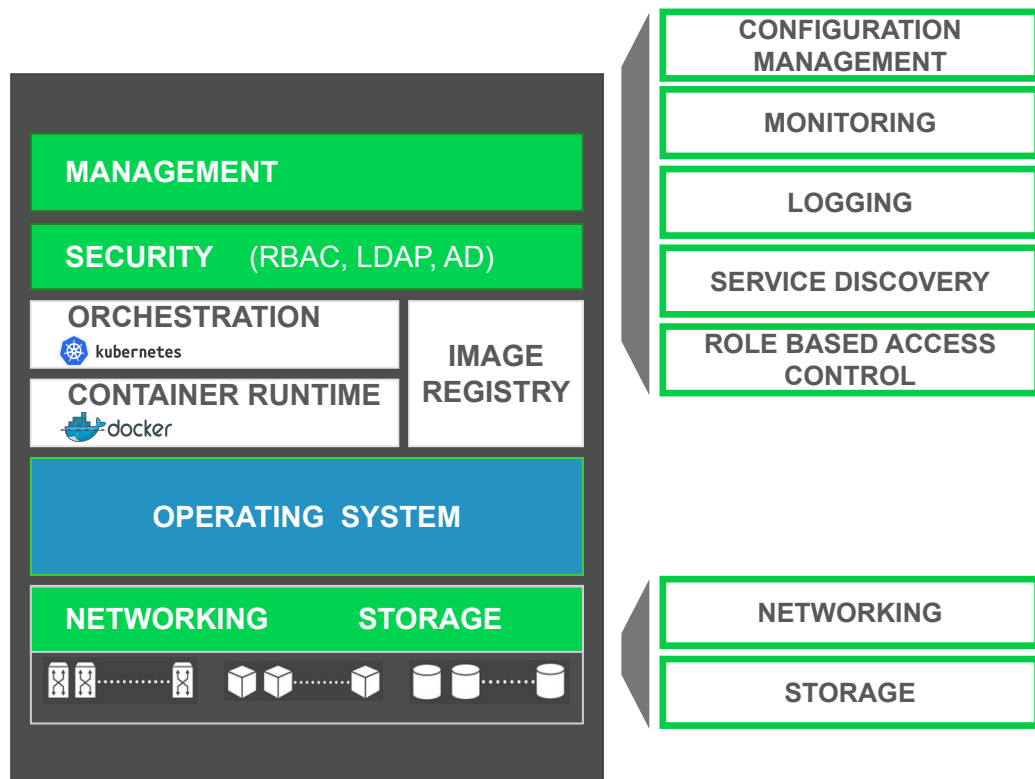 MANAGEMENT
SECURITY (RBAC, LDAP, AD)
ORCHESTRATION
kubernetes
CONTAINER RUNTIME
docker
IMAGE
REGISTRY
OPERATING SYSTEM
NETWORKING STORAGE
CONFIGURATION
MANAGEMENT
MONITORING
LOGGING
SERVICE DISCOVERY
ROLE BASED ACCESS
CONTROL
NETWORKING
STORAGE